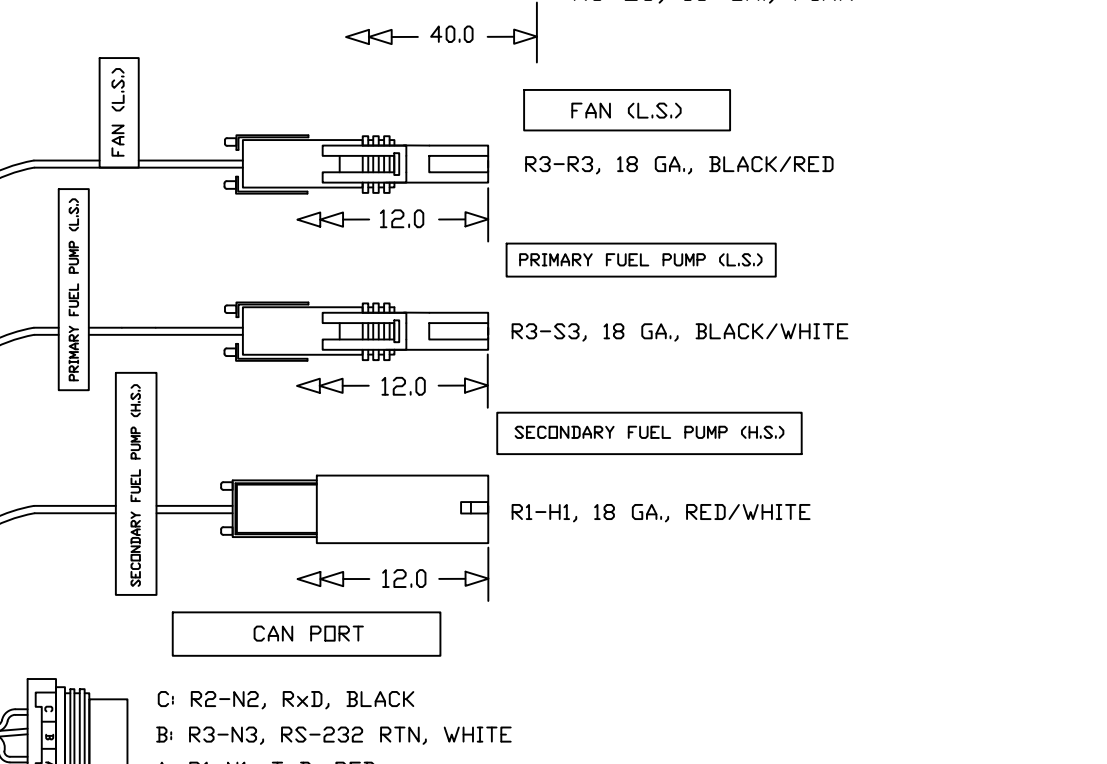 40.0
FAN (L.S.)
FAN (L.S.)
R3-R3, 18 GA., BLACK/RED
12.0
PRIMARY FUEL PUMP (L.S.)
PRIMARY FUEL PUMP (L.S.)
R3-S3, 18 GA., BLACK/WHITE
12.0
SECONDARY FUEL PUMP (H.S.)
SECONDARY FUEL PUMP (H.S.)
R1-H1, 18 GA., RED/WHITE
12.0
CAN PORT
C: R2-N2, RxD, BLACK
C
B: R3-N3, RS-232 RTN, WHITE
B